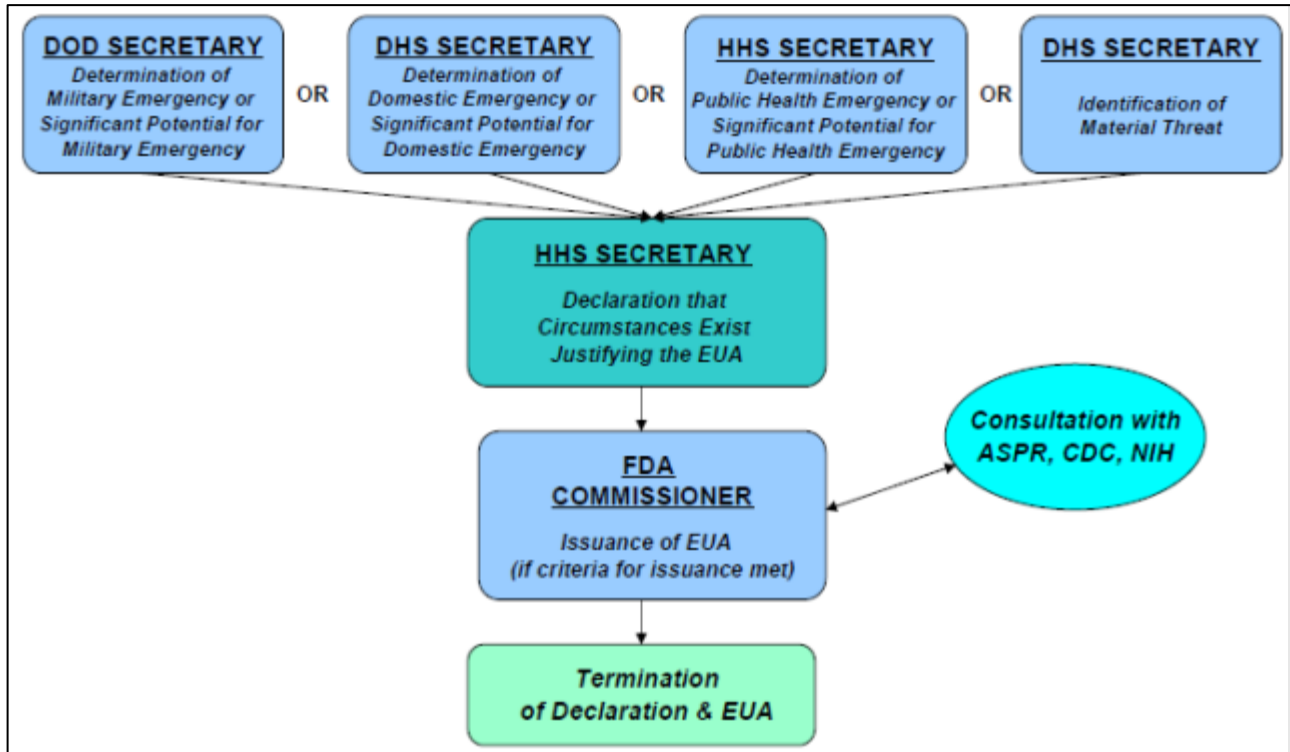 DOD SECRETARY
Determination of
Military Emergency or
Significant Potential for
Military Emergency
OR
DHS SECRETARY
Determination of
Domestic Emergency or
Significant Potential for
Domestic Emergency
OR
HHS SECRETARY
Determination of
Public Health Emergency or
Significant Potential for
Public Health Emergency
OR
DHS SECRETARY
Identification of
Material Threat
HHS SECRETARY
Declaration that
Circumstances Exist
Justifying the EUA
FDA
COMMISSIONER
Issuance of EUA
(if criteria for issuance met)
Consultation with
ASPR, CDC, NIH
Termination
of Declaration & EUA